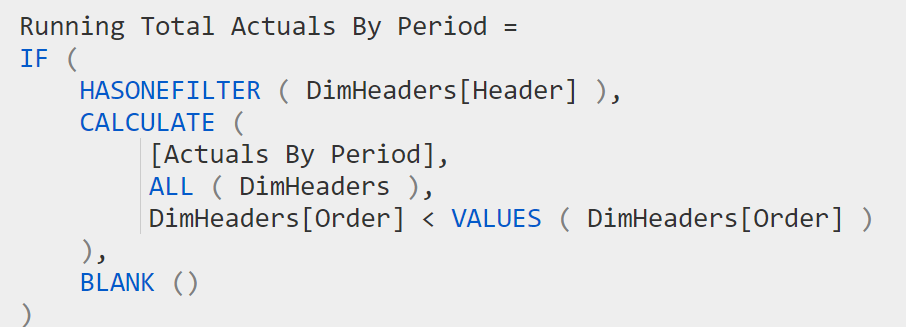 Running Total Actuals By Period =
IF (
    HASONEFILTER ( DimHeaders[Header] ),
    CALCULATE (
        [Actuals By Period],
        ALL ( DimHeaders ),
        DimHeaders[Order] < VALUES ( DimHeaders[Order] )
    ),
    BLANK ()
)